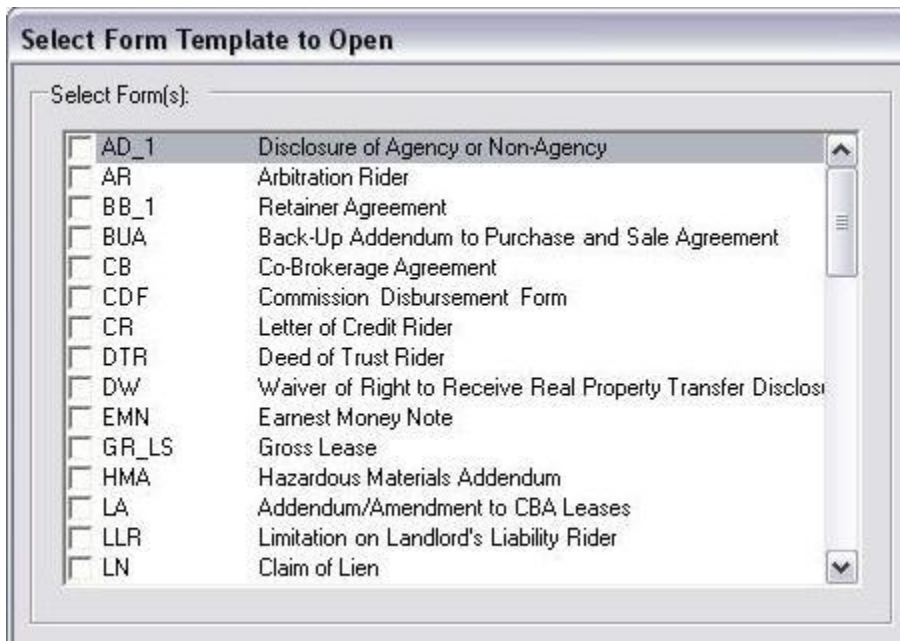 Select Form Template to Open
Select Form(s):
AD_1 Disclosure of Agency or Non-Agency
AR Arbitration Rider
BB_1 Retainer Agreement
BUA Back-Up Addendum to Purchase and Sale Agreement
CB Co-Brokerage Agreement
CDF Commission Disbursement Form
CR Letter of Credit Rider
DTR Deed of Trust Rider
DW Waiver of Right to Receive Real Property Transfer Disclosu
EMN Earnest Money Note
GR_LS Gross Lease
HMA Hazardous Materials Addendum
LA Addendum/Amendment to CBA Leases
LLR Limitation on Landlord's Liability Rider
LN Claim of Lien